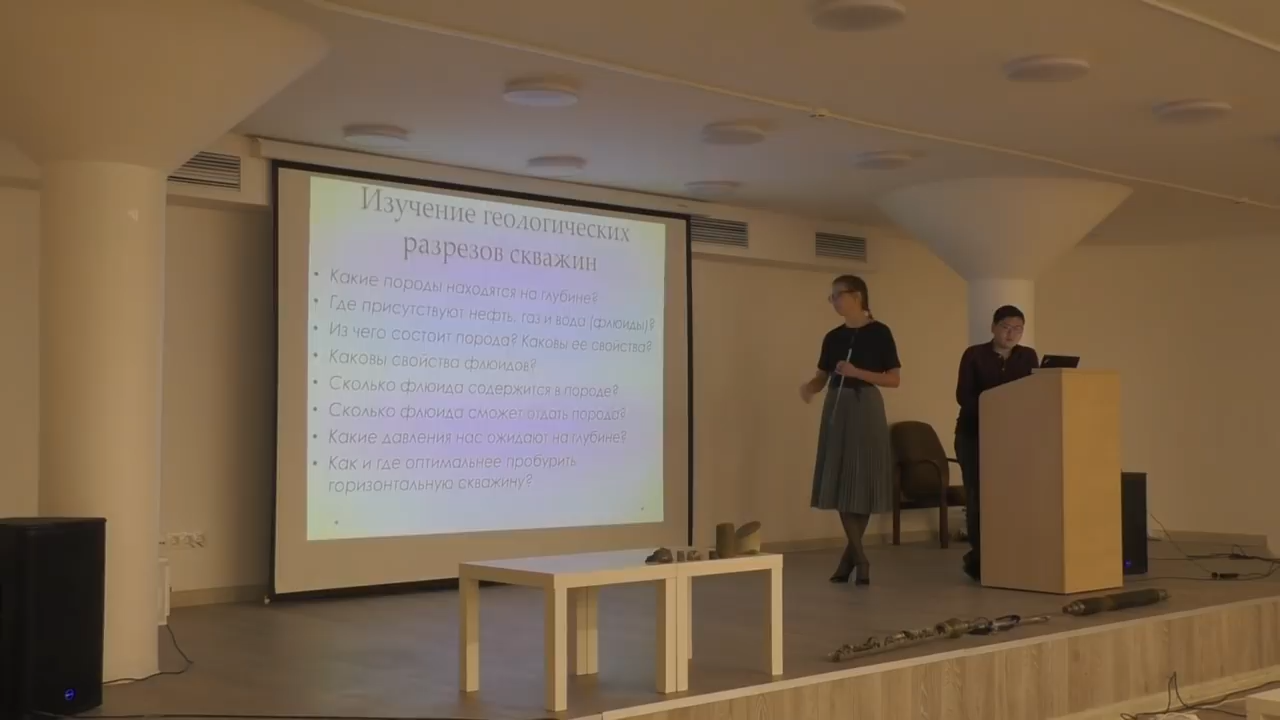 Изучение геологических
разрезов скважин
• Какие породы находятся на глубине?
• Где присутствуют нефть, газ и вода (флюиды)?
• Из чего состоит порода? Каковы ее свойства?
• Каковы свойства флюидов?
• Сколько флюида содержится в породе?
• Сколько флюида сможет отдать порода?
• Какие давления нас ожидают на глубине?
• Как и где оптимальнее пробурить
горизонтальную скважину?